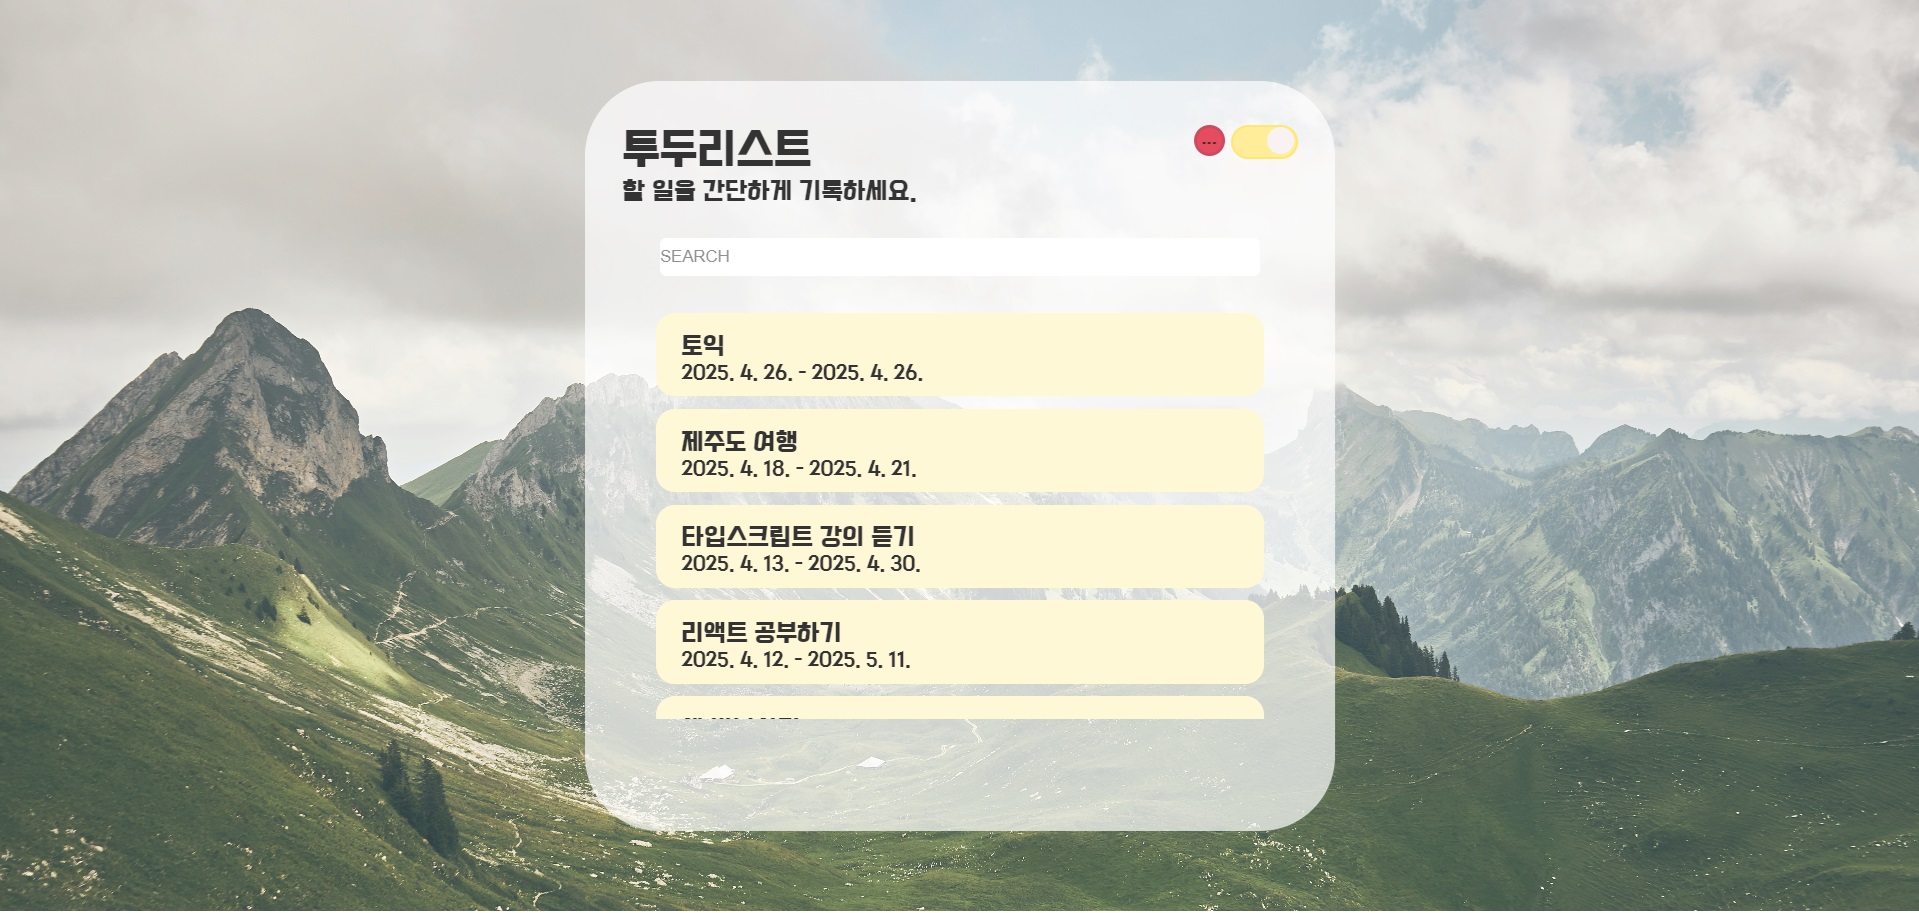 투두리스트
...
할 일을 간단하게 기록하세요.
SEARCH
토익
2025. 4. 26. - 2025. 4. 26.
제주도 여행
2025. 4. 18. - 2025. 4. 21.
타입스크립트 강의 듣기
2025. 4. 13. - 2025. 4. 30.
리액트 공부하기
2025. 4. 12. - 2025. 5. 11.